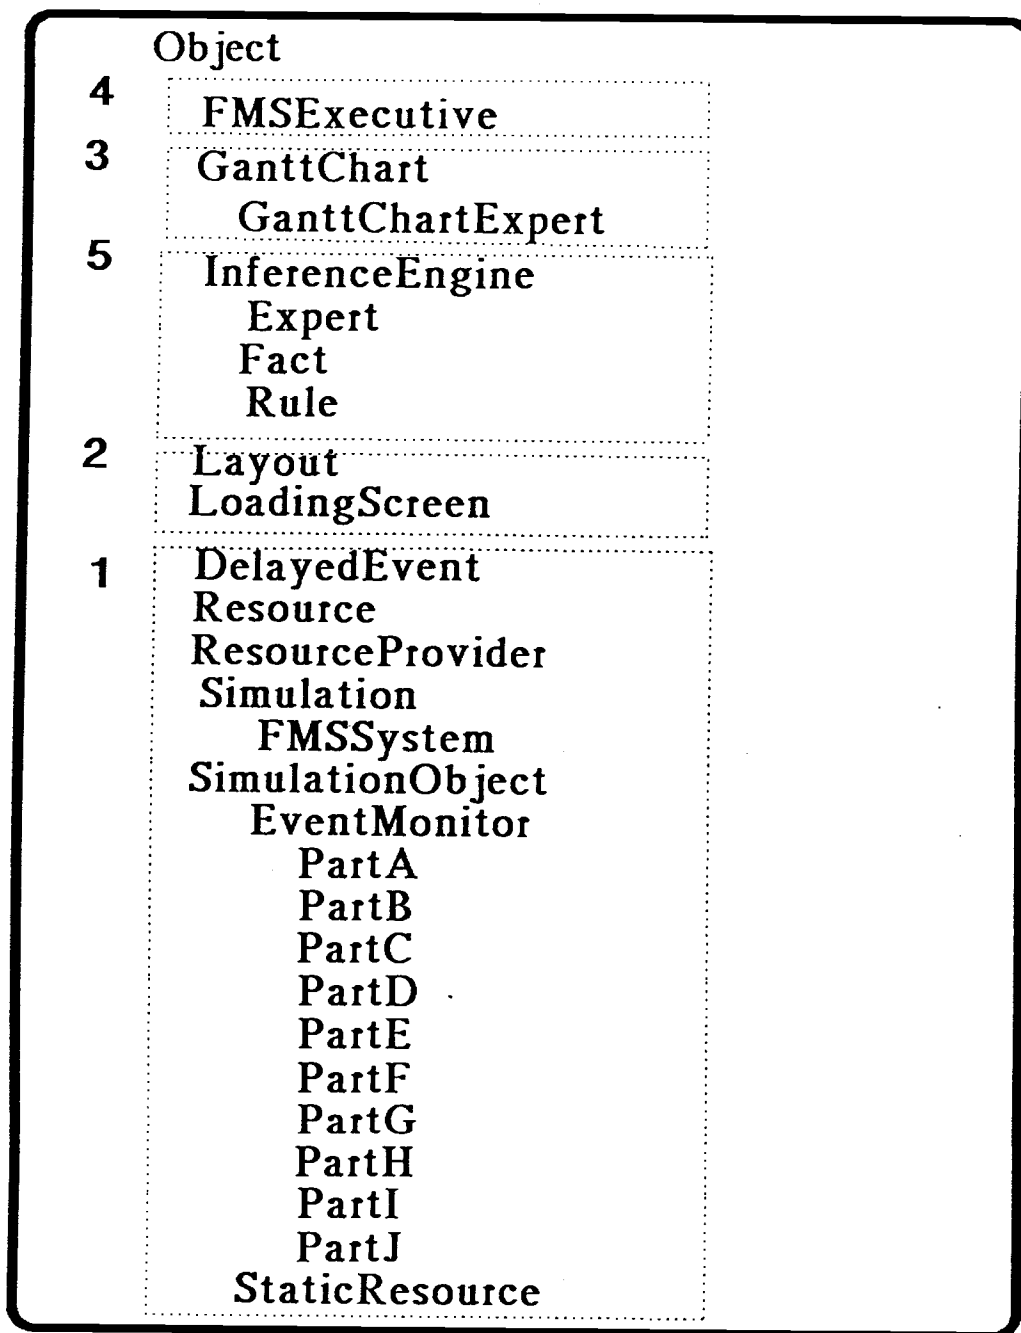 Object
4
FMSExecutive
3
GanttChart
GanttChartExpert
5
InferenceEngine
Expert
Fact
Rule
2
Layout
LoadingScreen
1
DelayedEvent
Resource
ResourceProvider
Simulation
FMSSystem
SimulationObject
EventMonitor
PartA
PartB
PartC
PartD
PartE
PartF
PartG
PartH
PartI
PartJ
StaticResource